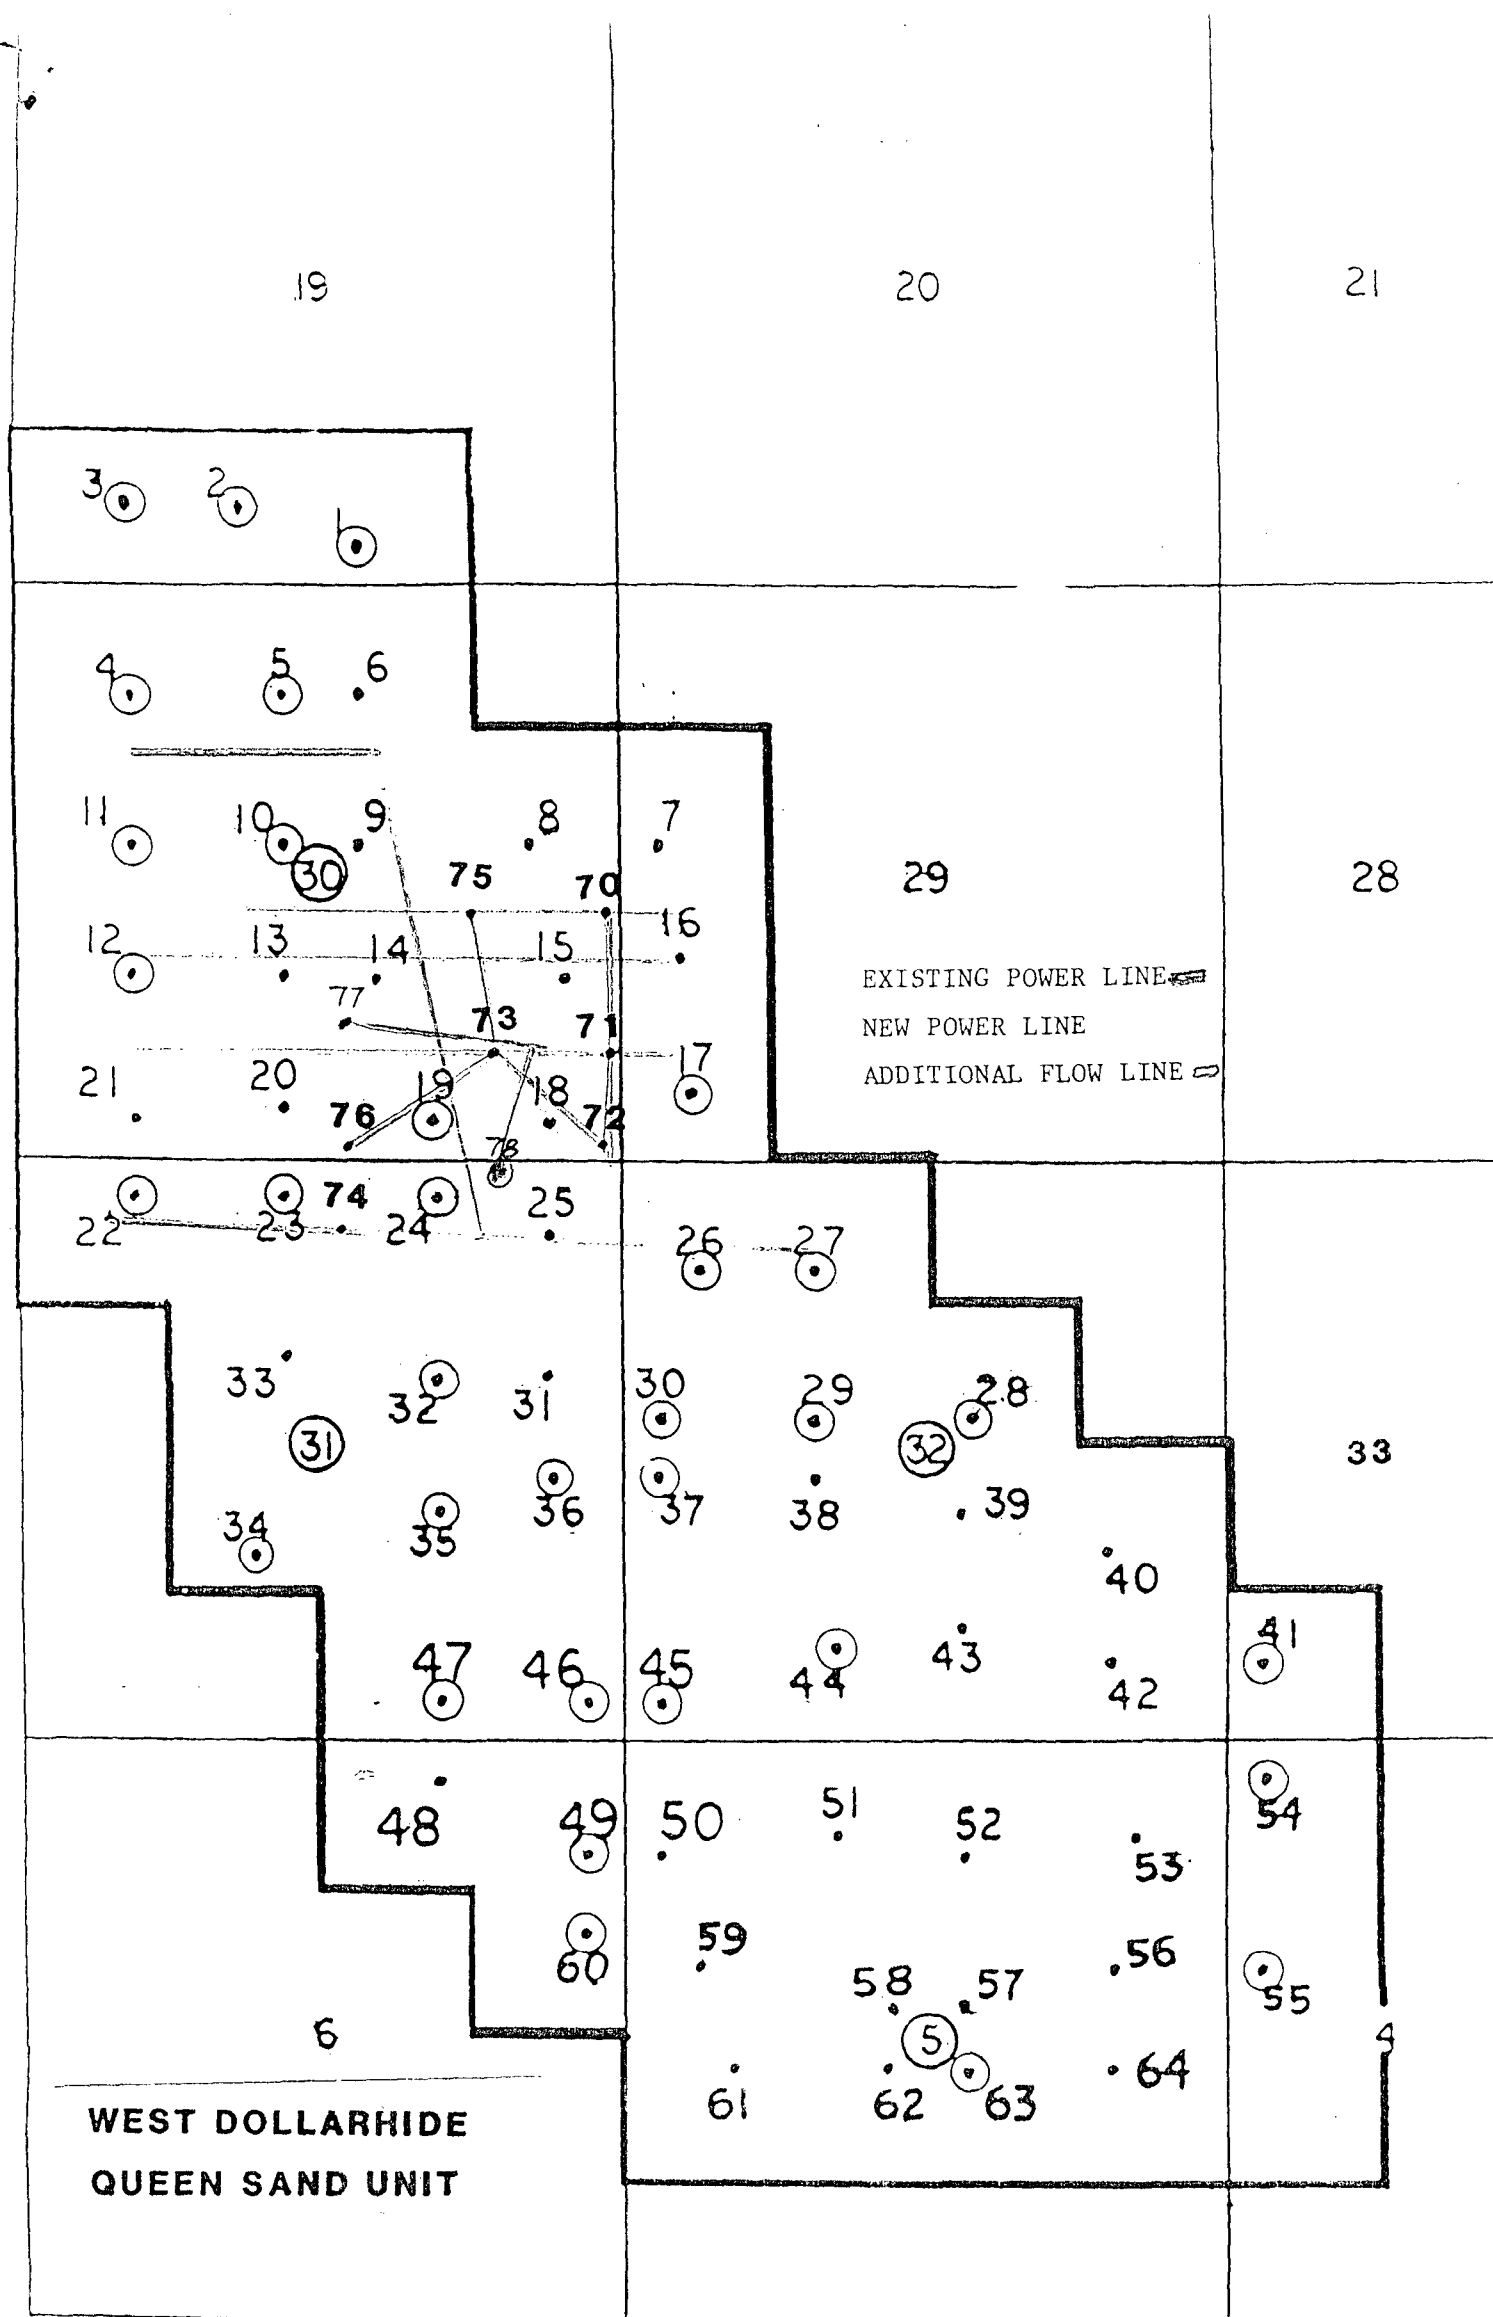 19 20 21
3 2 1
4 5 6
11 10 9 8 7
30 75 70 29 28
12 13 14 15 16
EXISTING POWER LINE
77 73 71
NEW POWER LINE
21 20 19 18 17
ADDITIONAL FLOW LINE
76 72
78
22 23 74 24 25
26 27
33 32 31 30 29 28
31 32 33
34 35 36 37 38 39
40
47 46 45 44 43 42 41
48 49 50 51 52 53 54
60 59 58 57 56 55
6 5 4
61 62 63 64
WEST DOLLARHIDE
QUEEN SAND UNIT